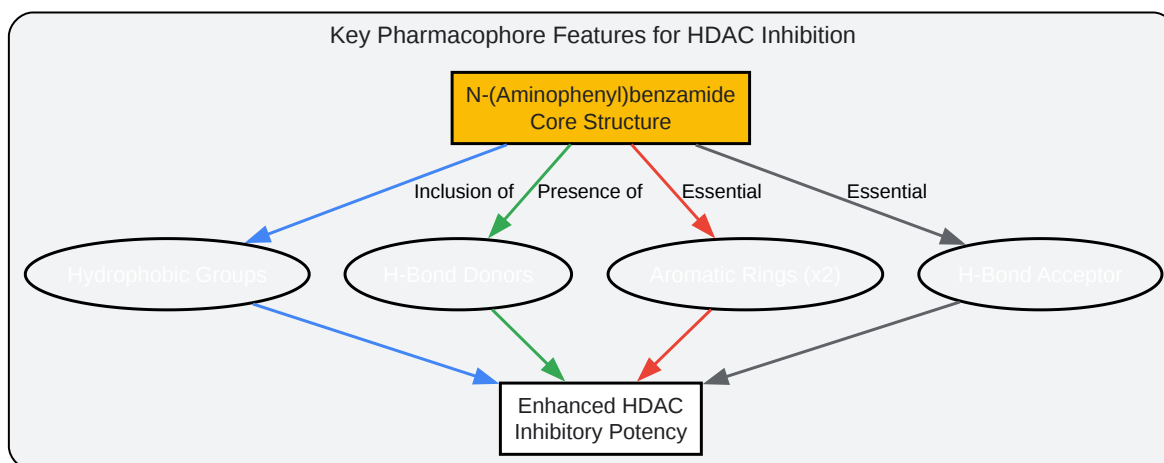 Key Pharmacophore Features for HDAC Inhibition
N-(Aminophenyl)benzamide
Core Structure
Inclusion of
Presence of
Essential
Essential
Hydrophobic Groups
H-Bond Donors
Aromatic Rings (x2)
H-Bond Acceptor
Enhanced HDAC
Inhibitory Potency